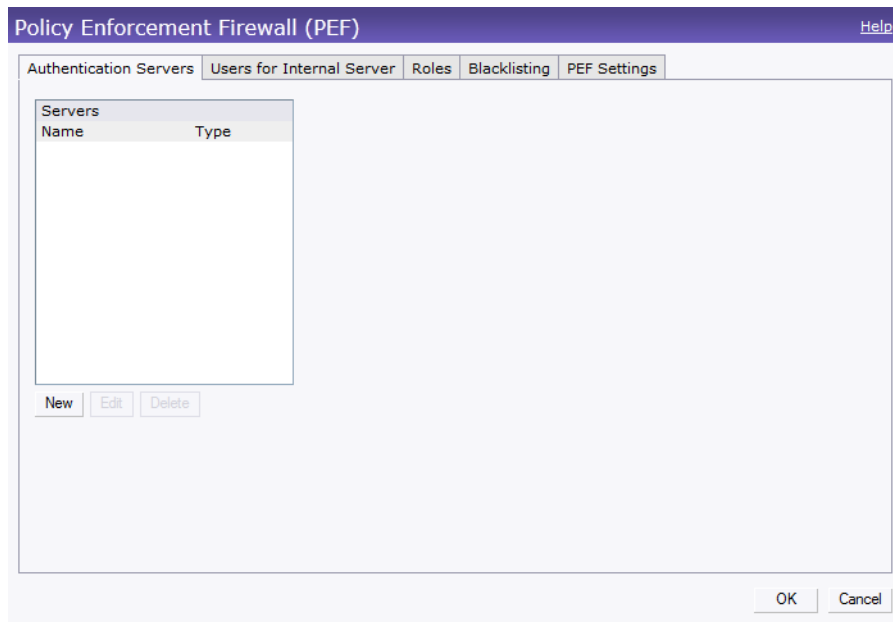 Policy Enforcement Firewall (PEF) Help
Authentication Servers Users for Internal Server Roles Blacklisting PEF Settings
Servers
Name Type
New Edit Delete
OK Cancel